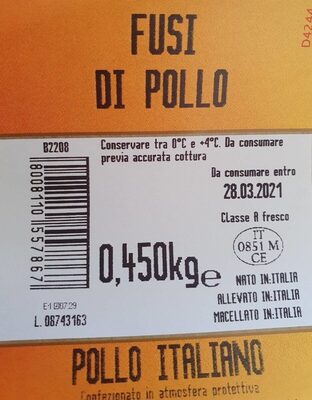 D4244
FUSI
DI POLLO
B2208
Conservare tra 0°C e +4°C. Da consumare
previa accurata cottura
Da consumare entro
28.03.2021
Classe A fresco
IT
0851 M
CE
8008110155786
0,450kg e
NATO IN:ITALIA
ALLEVATO IN:ITALIA
MACELLATO IN:ITALIA
L. 08743163
POLLO ITALIANO
Confezionato in atmosfera protettiva